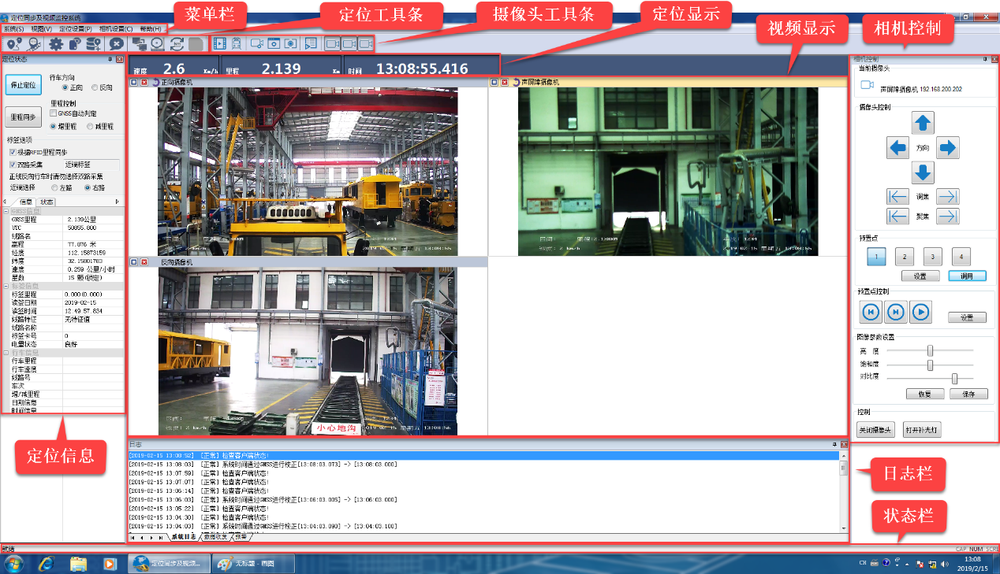 菜单栏
定位工具条
摄像头工具条
定位显示
视频显示
相机控制
定位同步及视频监控系统
系统(S) 视图(V) 定位设置(P) 相机设置(C) 帮助(H)
定位状态
停止定位
行车方向
正向 反向
里程控制
里程同步
GNSS自动判定
增里程 减里程
标签选项
根据RFID里程同步
双路采集 近端标签
正线反向行车时请勿选择双路采集
近端选择 左路 右路
信息 状态
GNSS信息
GNSS里程 2.139公里
UTC 50855.800
线路名
高程 77.876 米
经度 112.15873159
纬度 32.15801783
速度 0.259 公里/小时
星数 15 颗(锁定)
标签信息
标签里程 0.000(0.000)
读签日期 2019-02-15
读签时间 12:49:57.834
线路特征 无特征值
线路名称
标签卡号 0
电量状态 良好
行车信息
行车里程
行车速度
线路号
车次
增/减里程
日期信息
时间信息
定位信息
速度 2.6 Km/h 里程 2.139 Km 时间 13:08:55.416
正向摄像机
声屏障摄像机
反向摄像机
小心地沟
日志
[2019-02-15 13:08:52] [正常] 检查客户端状态!
[2019-02-15 13:08:03] [正常] 系统时间通过GNSS进行校正[13:08:03.073] -> [13:08:03.000]
[2019-02-15 13:07:59] [正常] 检查客户端状态!
[2019-02-15 13:07:07] [正常] 检查客户端状态!
[2019-02-15 13:06:14] [正常] 检查客户端状态!
[2019-02-15 13:06:03] [正常] 系统时间通过GNSS进行校正[13:06:03.005] -> [13:06:03.000]
[2019-02-15 13:05:22] [正常] 检查客户端状态!
[2019-02-15 13:04:30] [正常] 检查客户端状态!
[2019-02-15 13:04:03] [正常] 系统时间通过GNSS进行校正[13:04:03.090] -> [13:04:03.100]
系统日志 数据收发 报警
相机控制
当前摄像头
声屏障摄像机 192.168.200.202
摄像头控制
方向
调焦
聚焦
预置点
1 2 3 4
设置 调用
预置点控制
设置
图像参数设置
亮 度
饱和度
对比度
恢复 保存
控制
关闭摄像头 打开补光灯
日志栏
状态栏
就绪
CAP NUM SCRL
定位同步及视频...
无标题 - 画图
CH
13:08
2019/2/15